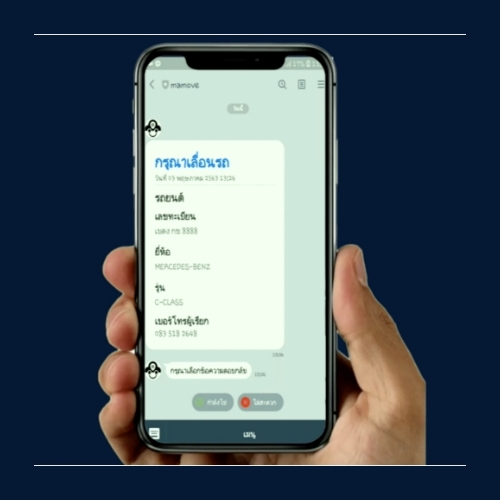 mamove
วันนี้
กรุณาเลื่อนรถ
วันที่ 19 พฤษภาคม 2563 13:26
รถยนต์
เลขทะเบียน
กข 8888
ยี่ห้อ
MERCEDES-BENZ
รุ่น
C-CLASS
เบอร์โทรผู้เรียก
กรุณาเลือกข้อความตอบกลับ
กำลังไป
ไม่สะดวก
เมนู